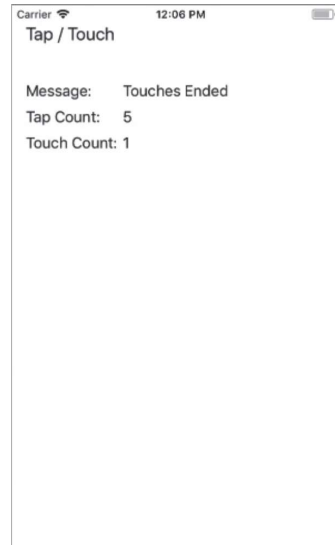 Carrier 12:06 PM
Tap / Touch
Message: Touches Ended
Tap Count: 5
Touch Count: 1